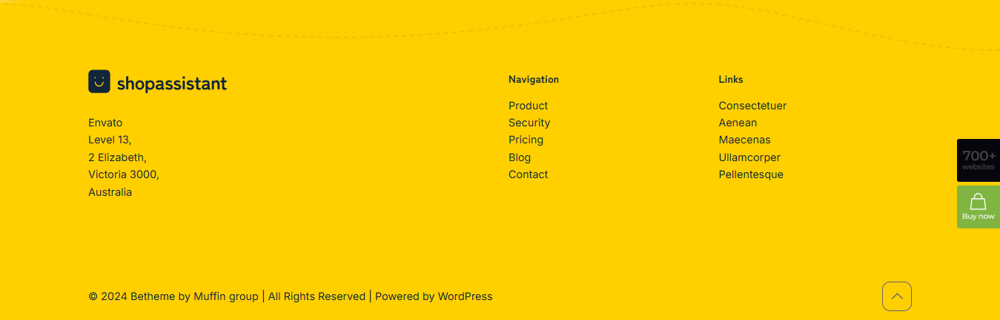 shopassistant
Envato
Level 13,
2 Elizabeth,
Victoria 3000,
Australia
Navigation
Product
Security
Pricing
Blog
Contact
Links
Consectetuer
Aenean
Maecenas
Ullamcorper
Pellentesque
700+
websites
Buy now
© 2024 Betheme by Muffin group | All Rights Reserved | Powered by WordPress